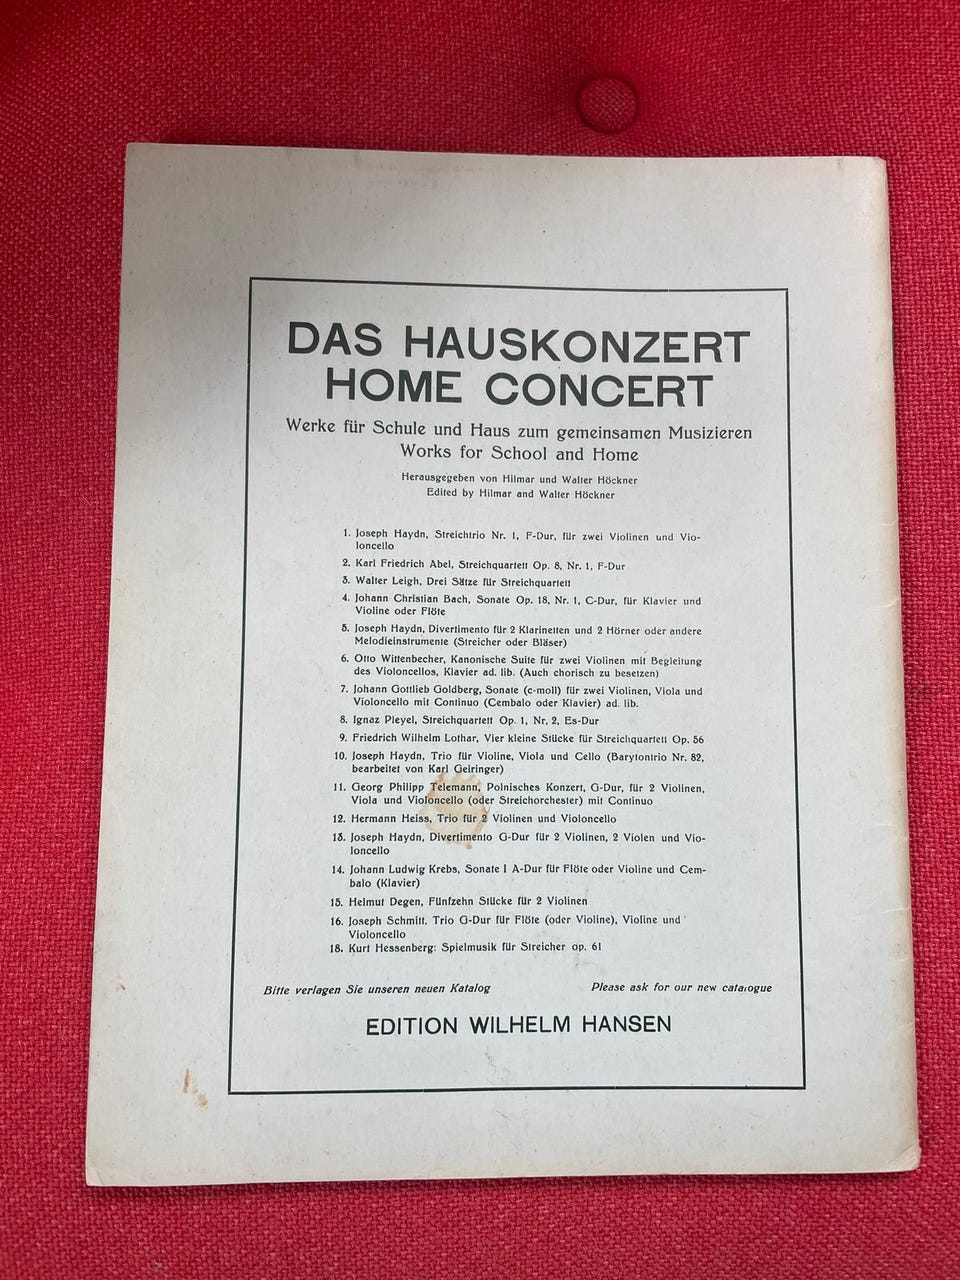 DAS HAUSKONZERT
HOME CONCERT
Werke für Schule und Haus zum gemeinsamen Musizieren
Works for School and Home
Herausgegeben von Hilmar und Walter Höckner
Edited by Hilmar and Walter Höckner
1. Joseph Haydn, Streichtrio Nr. 1, F-Dur, für zwei Violinen und Vio-
loncello
2. Karl Friedrich Abel, Streichquartett Op. 8, Nr. 1, F-Dur
3. Walter Leigh, Drei Sätze für Streichquartett
4. Johann Christian Bach, Sonate Op. 18, Nr. 1, C-Dur, für Klavier und
Violine oder Flöte
5. Joseph Haydn, Divertimento für 2 Klarinetten und 2 Hörner oder andere
Melodieinstrumente (Streicher oder Bläser)
6. Otto Wittenbecher, Kanonische Suite für zwei Violinen mit Begleitung
des Violoncellos, Klavier ad. lib. (Auch chorisch zu besetzen)
7. Johann Gottlieb Goldberg, Sonate (c-moll) für zwei Violinen, Viola und
Violoncello mit Continuo (Cembalo oder Klavier) ad. lib.
8. Ignaz Pleyel, Streichquartett Op. 1, Nr, 2, Es-Dur
9. Friedrich Wilhelm Lothar, Vier kleine Stücke für Streichquartett Op. 56
10. Joseph Haydn, Trio für Violine, Viola und Cello (Barytontrio Nr. 82,
bearbeitet von Karl Geiringer)
11. Georg Philipp Telemann, Polnisches Konzert, G-Dur, für 2 Violinen,
Viola und Violoncello (oder Streichorchester) mit Continuo
12. Hermann Heiss, Trio für 2 Violinen und Violoncello
13. Joseph Haydn, Divertimento G-Dur für 2 Violinen, 2 Violen und Vio-
loncello
14. Johann Ludwig Krebs, Sonate I A-Dur für Flöte oder Violine und Cem-
balo (Klavier)
15. Helmut Degen, Fünfzehn Stücke für 2 Violinen
16. Joseph Schmitt. Trio G-Dur für Flöte (oder Violine), Violine und
Violoncello
18. Kurt Hessenberg: Spielmusik für Streicher op. 61
Bitte verlagen Sie unseren neuen Katalog
Please ask for our new catalogue
EDITION WILHELM HANSEN